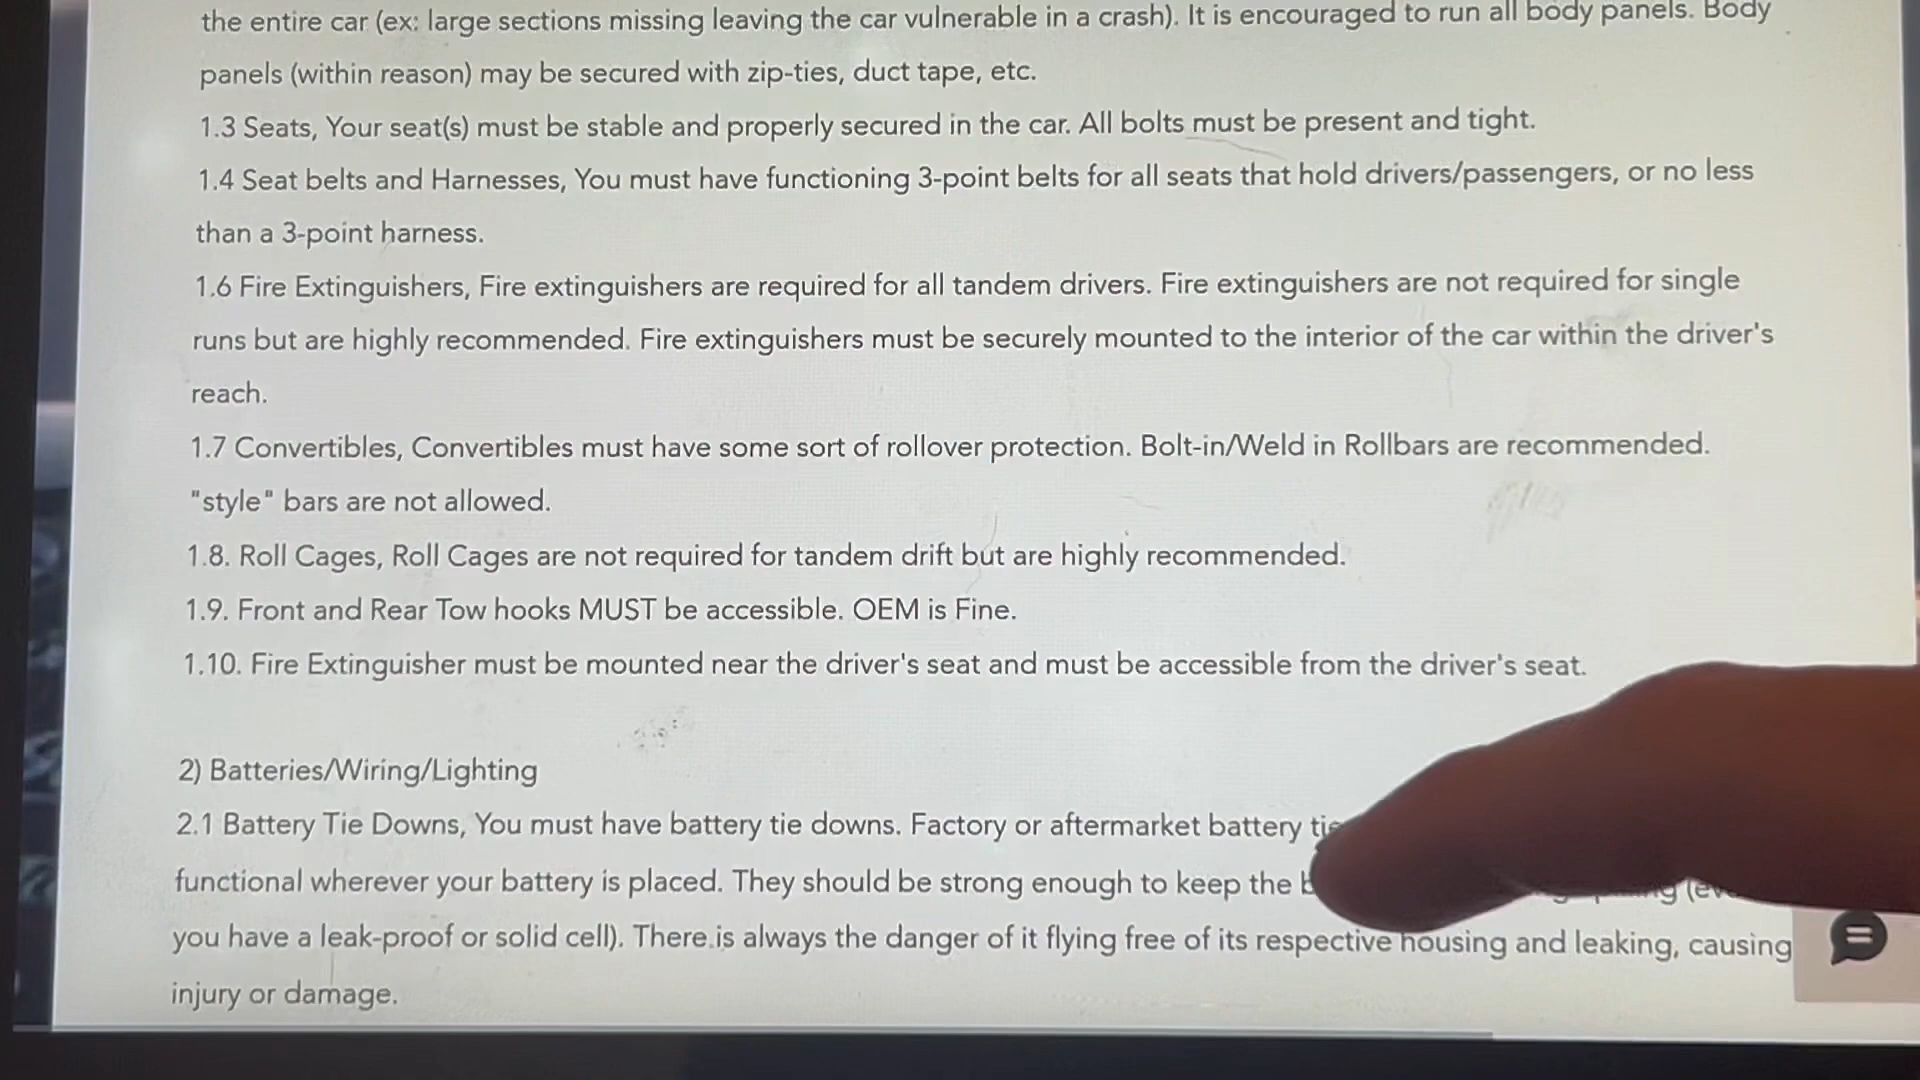 the entire car (ex: large sections missing leaving the car vulnerable in a crash). It is encouraged to run all body panels. Body
panels (within reason) may be secured with zip-ties, duct tape, etc.
1.3 Seats, Your seat(s) must be stable and properly secured in the car. All bolts must be present and tight.
1.4 Seat belts and Harnesses, You must have functioning 3-point belts for all seats that hold drivers/passengers, or no less
than a 3-point harness.
1.6 Fire Extinguishers, Fire extinguishers are required for all tandem drivers. Fire extinguishers are not required for single
runs but are highly recommended. Fire extinguishers must be securely mounted to the interior of the car within the driver's
reach.
1.7 Convertibles, Convertibles must have some sort of rollover protection. Bolt-in/Weld in Rollbars are recommended.
"style" bars are not allowed.
1.8. Roll Cages, Roll Cages are not required for tandem drift but are highly recommended.
1.9. Front and Rear Tow hooks MUST be accessible. OEM is Fine.
1.10. Fire Extinguisher must be mounted near the driver's seat and must be accessible from the driver's seat.
2) Batteries/Wiring/Lighting
2.1 Battery Tie Downs, You must have battery tie downs. Factory or aftermarket battery
functional wherever your battery is placed. They should be strong enough to keep the
you have a leak-proof or solid cell). There is always the danger of it flying free of its respective housing and leaking, causing
injury or damage.